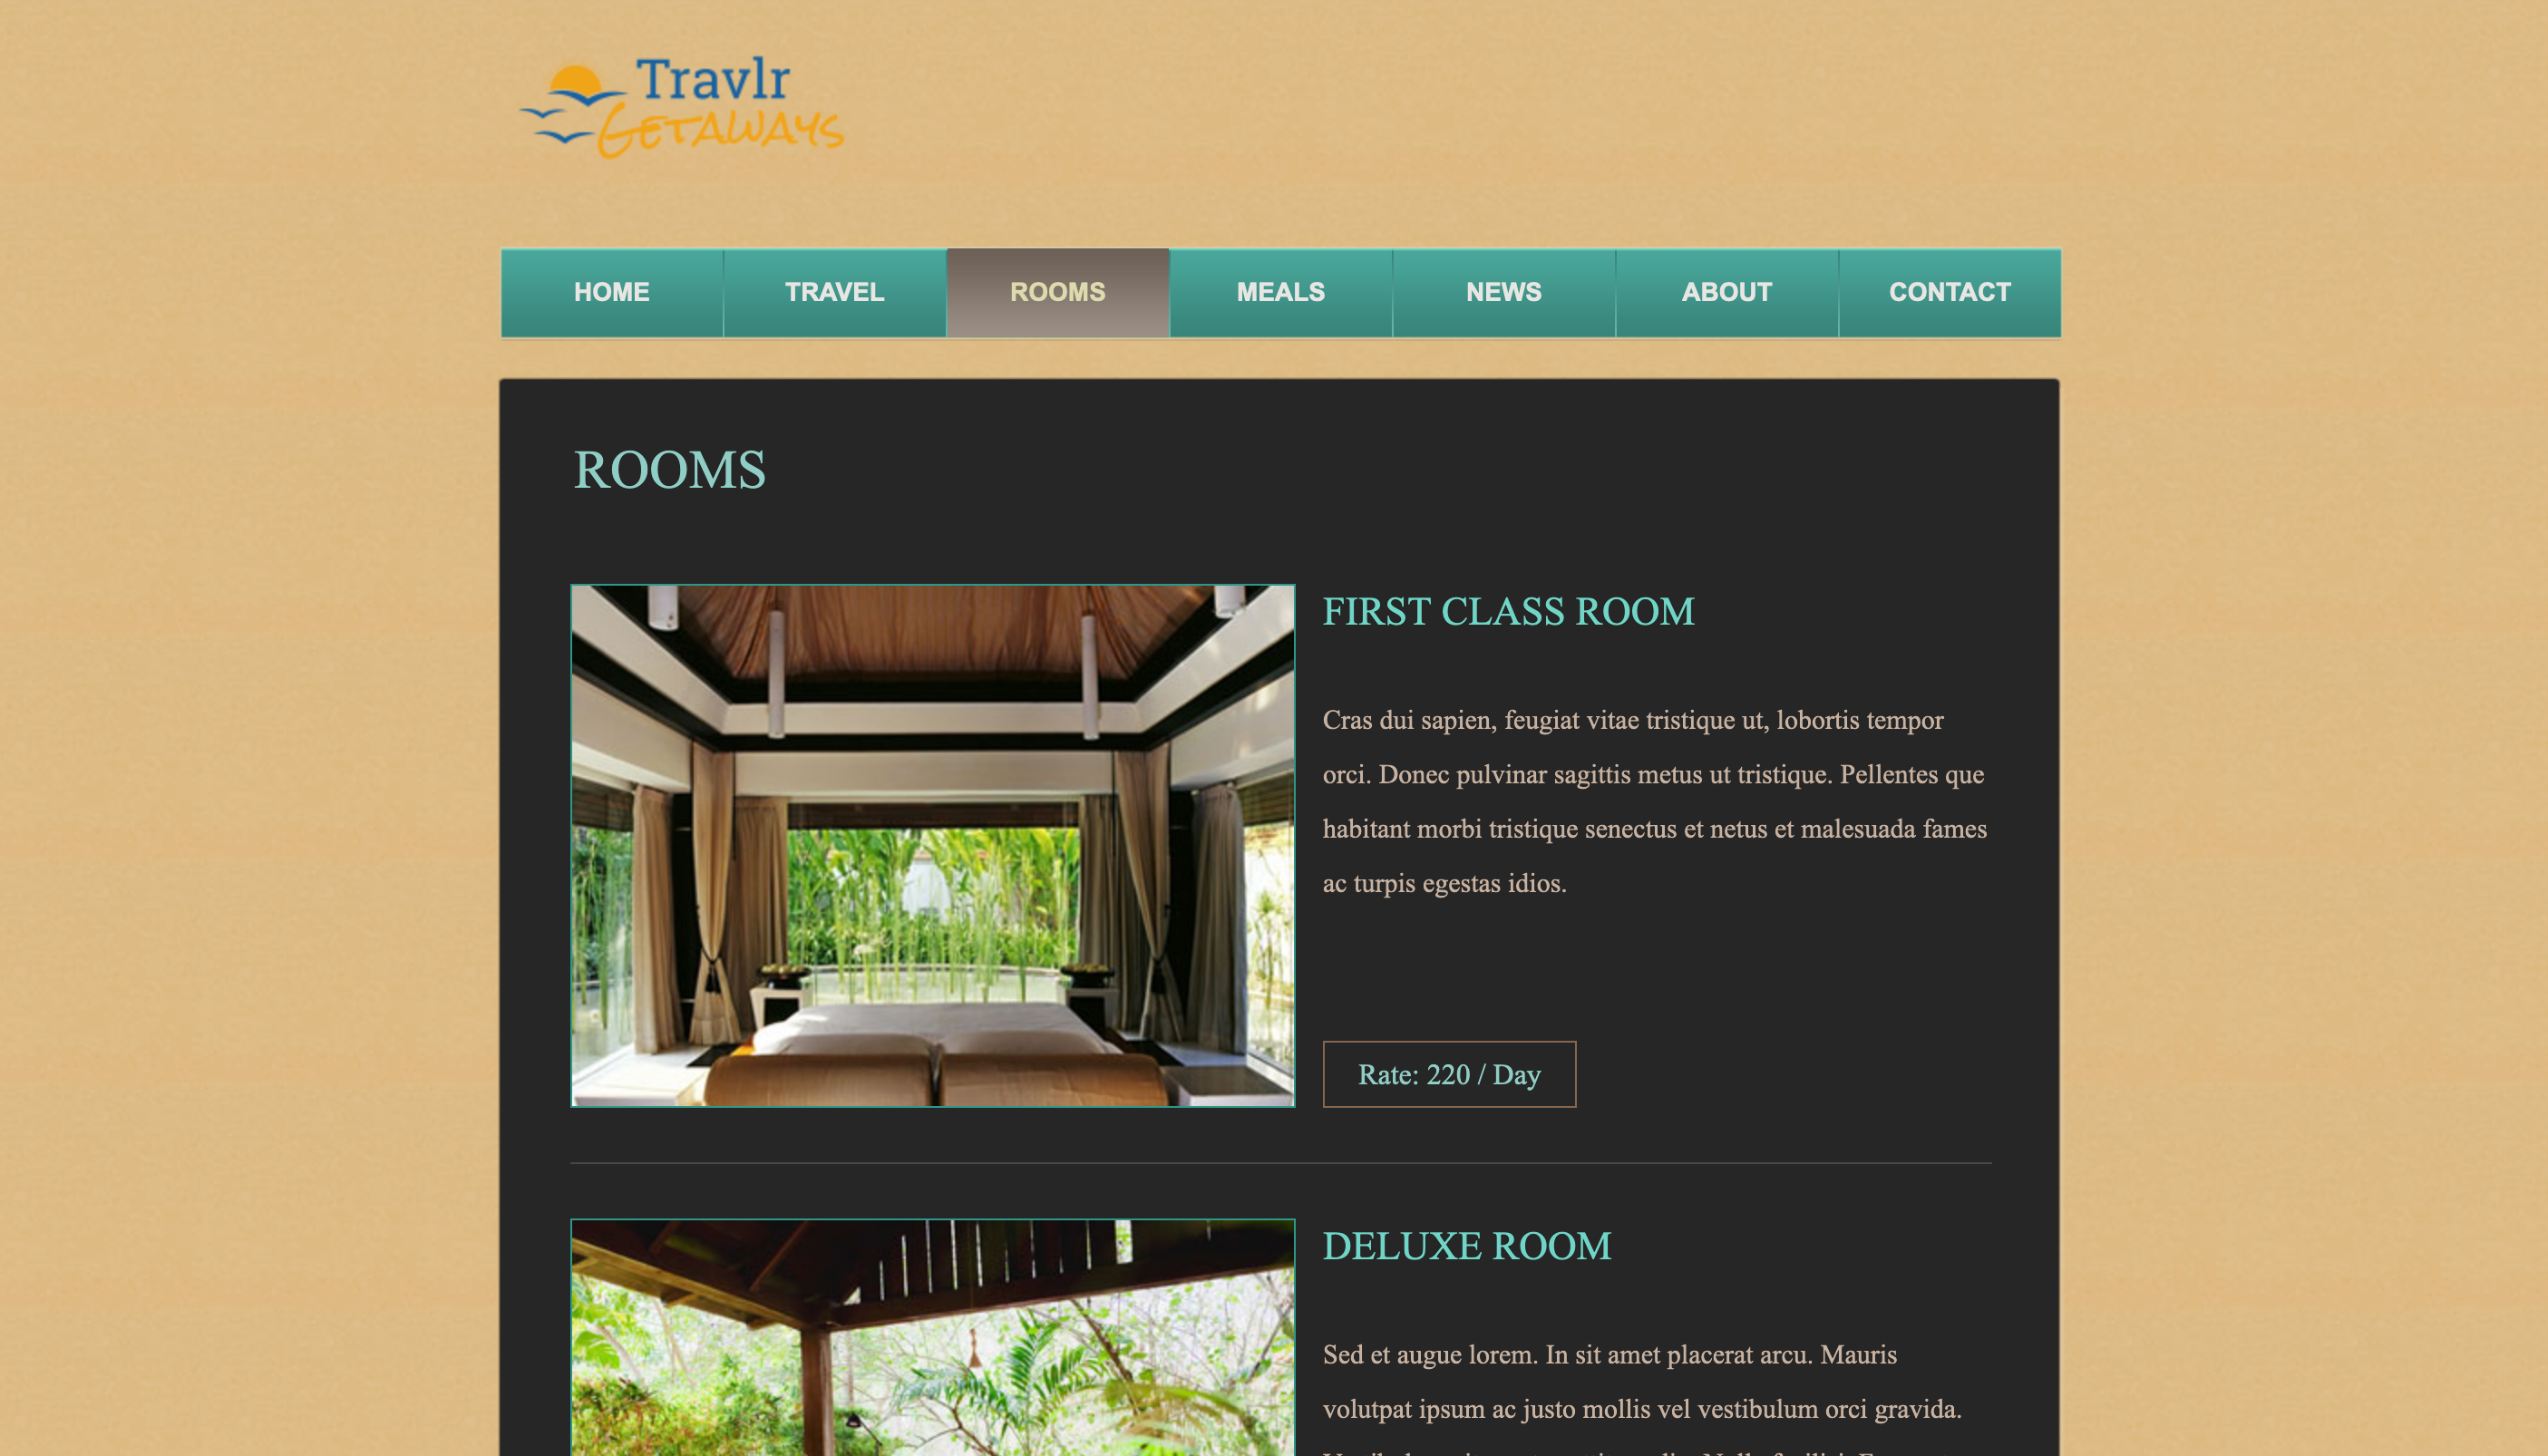 Travlr
GETAWAYS
HOME TRAVEL ROOMS MEALS NEWS ABOUT CONTACT
ROOMS
FIRST CLASS ROOM
Cras dui sapien, feugiat vitae tristique ut, lobortis tempor
orci. Donec pulvinar sagittis metus ut tristique. Pellentes que
habitant morbi tristique senectus et netus et malesuada fames
ac turpis egestas idios.
Rate: 220 / Day
DELUXE ROOM
Sed et augue lorem. In sit amet placerat arcu. Mauris
volutpat ipsum ac justo mollis vel vestibulum orci gravida.